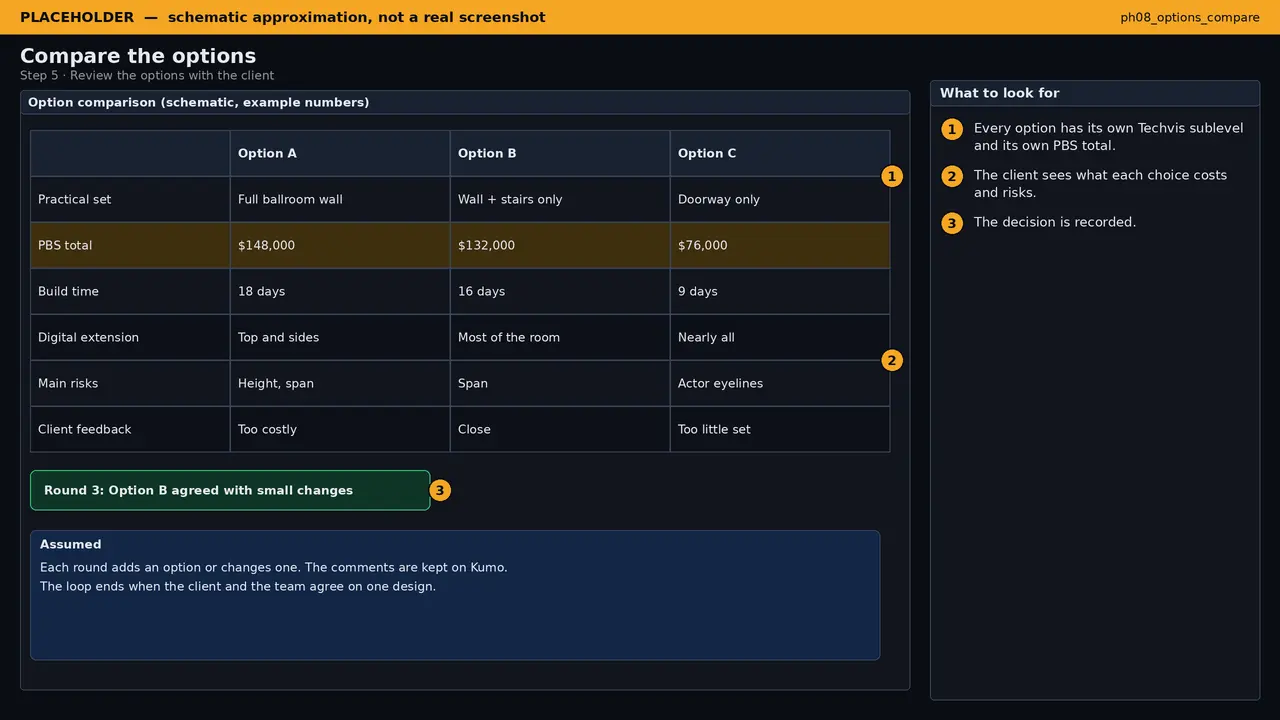 PLACEHOLDER — schematic approximation, not a real screenshot
ph08_options_compare
Compare the options
Step 5 · Review the options with the client
Option comparison (schematic, example numbers)
Option A Option B Option C
1
Practical set Full ballroom wall Wall + stairs only Doorway only
PBS total $148,000 $132,000 $76,000
Build time 18 days 16 days 9 days
Digital extension Top and sides Most of the room Nearly all
2
Main risks Height, span Span Actor eyelines
Client feedback Too costly Close Too little set
Round 3: Option B agreed with small changes 3
Assumed
Each round adds an option or changes one. The comments are kept on Kumo.
The loop ends when the client and the team agree on one design.
What to look for
1 Every option has its own Techvis sublevel
and its own PBS total.
2 The client sees what each choice costs
and risks.
3 The decision is recorded.